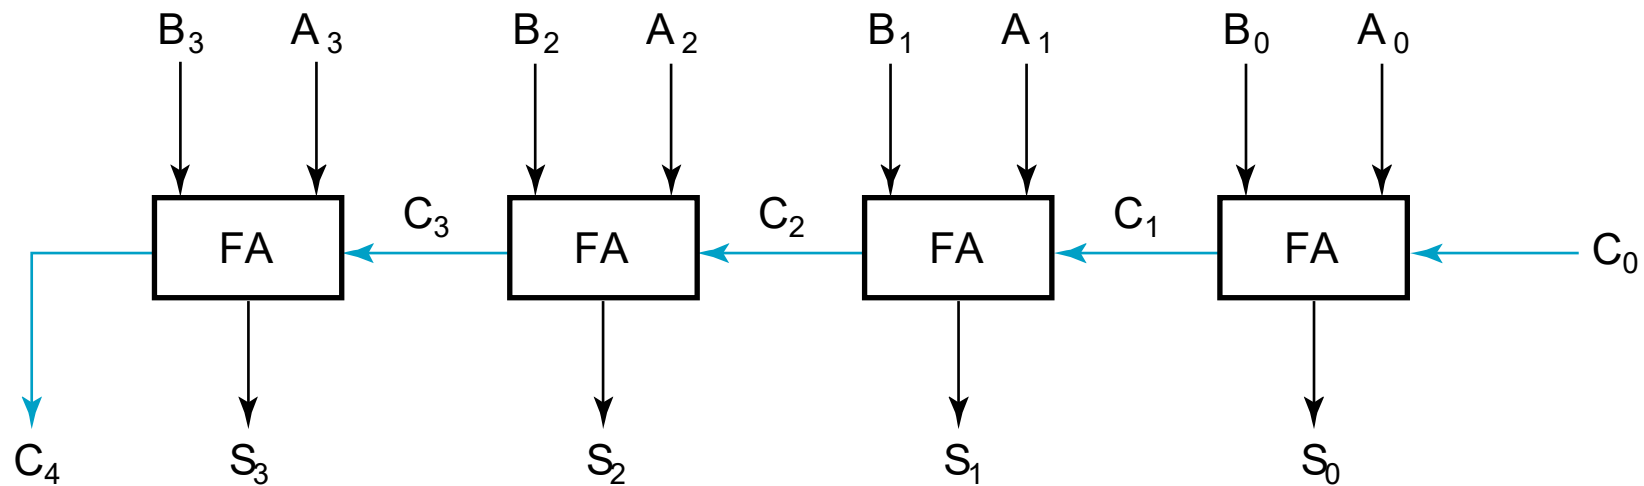 B₃ A₃ B₂ A₂ B₁ A₁ B₀ A₀
C₃ C₂ C₁
FA FA FA FA C₀
C₄ S₃ S₂ S₁ S₀